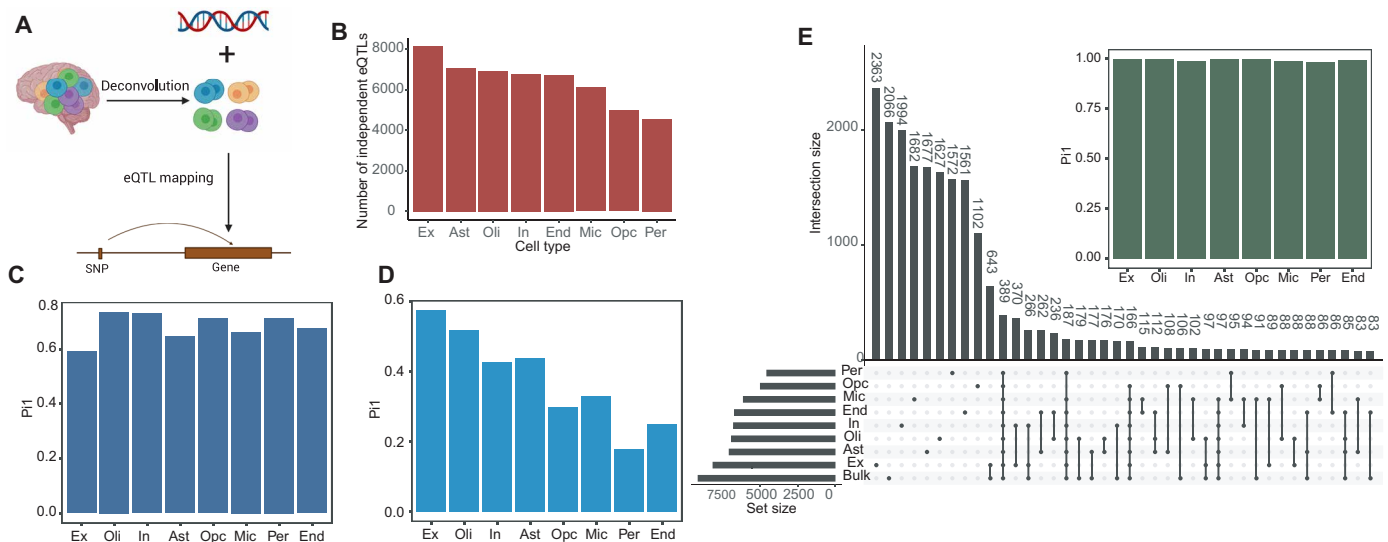 A
+
Deconvolution
eQTL mapping
SNP
Gene
B
Number of independent eQTLs
8000
6000
4000
2000
0
Ex Ast Oli In End Mic Opc Per
Cell type
C
Pi1
0.8
0.6
0.4
0.2
0.0
Ex Oli In Ast Opc Mic Per End
D
Pi1
0.6
0.4
0.2
0.0
Ex Oli In Ast Opc Mic Per End
E
Intersection size
2000
1000
0
2363 2066 1994 1682 1677 1627 1572 1561 1102 643 389 370 266 262 236 187 179 177 176 170 166 115 112 108 106 102 97 97 95 94 91 89 88 88 86 86 85 83 83
Pi1
1.00
0.75
0.50
0.25
0.00
Ex Oli In Ast Opc Mic Per End
Per
Opc
Mic
End
In
Oli
Ast
Ex
Bulk
7500 5000 2500 0
Set size